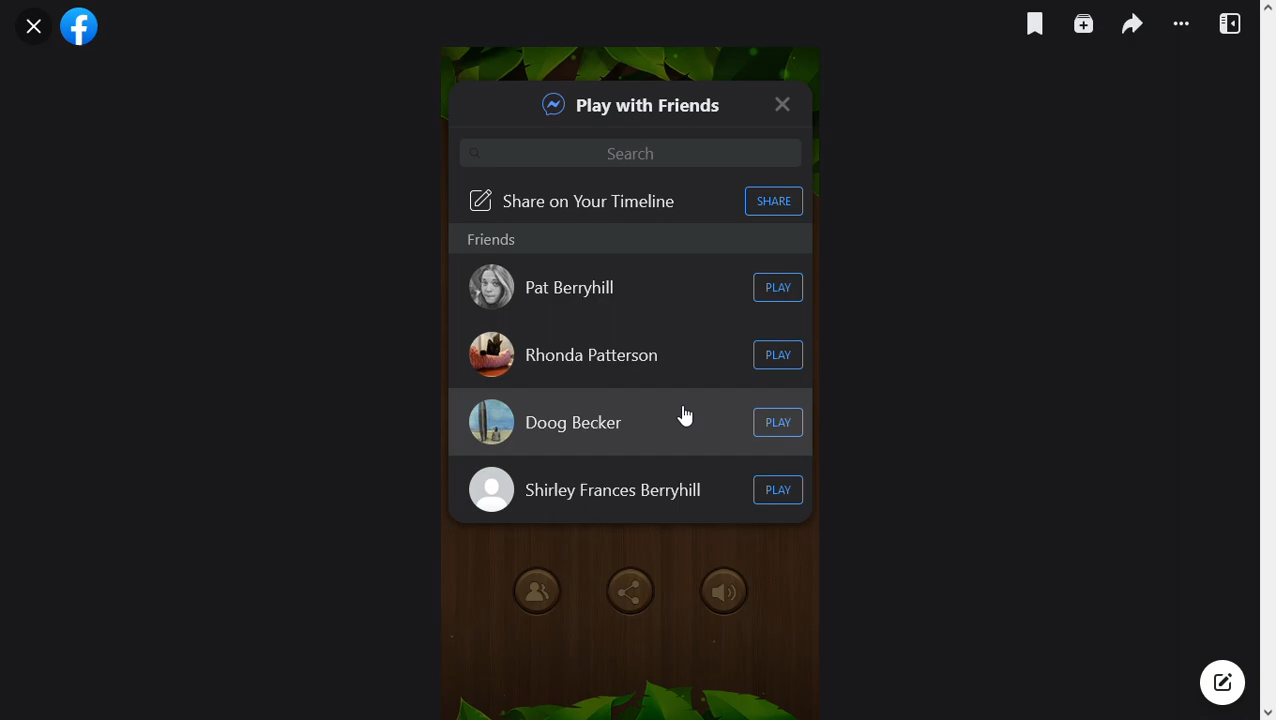 Play with Friends
Search
Share on Your Timeline SHARE
Friends
Pat Berryhill PLAY
Rhonda Patterson PLAY
Doog Becker PLAY
Shirley Frances Berryhill PLAY